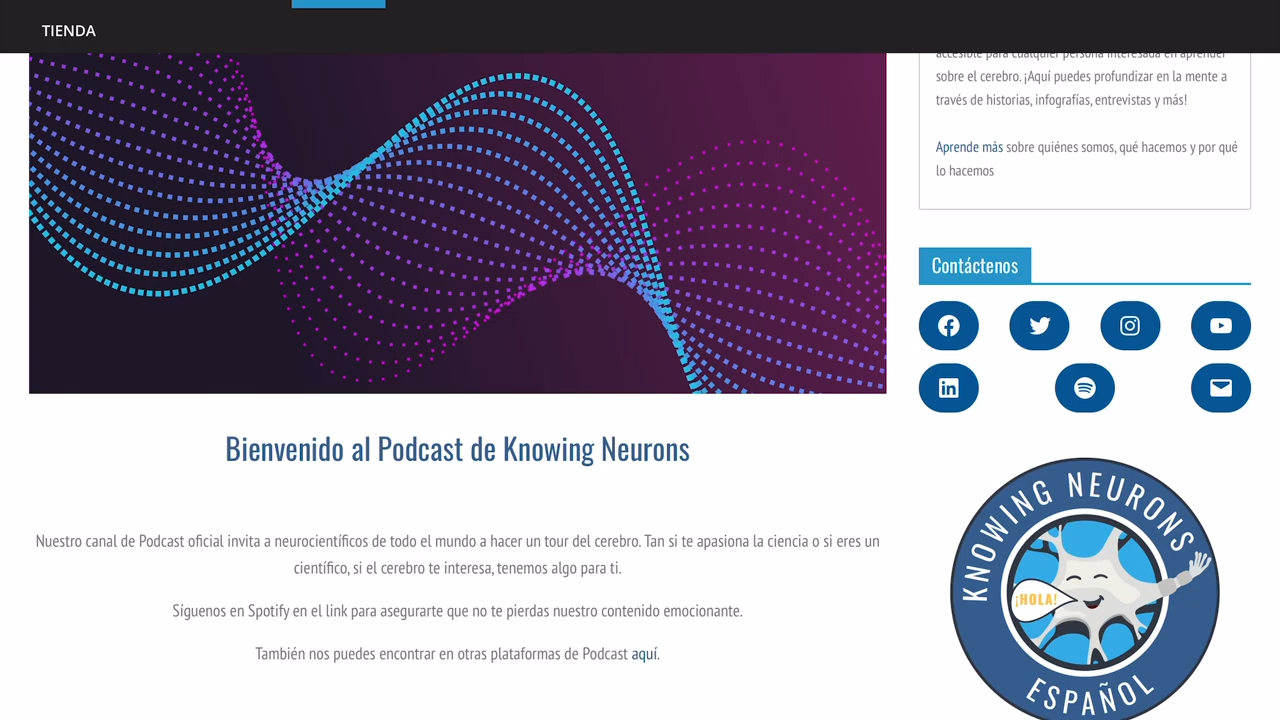 TIENDA
accesible para cualquier persona interesada en aprender
sobre el cerebro. ¡Aquí puedes profundizar en la mente a
través de historias, infografías, entrevistas y más!
Aprende más sobre quiénes somos, qué hacemos y por qué
lo hacemos
Contáctenos
Bienvenido al Podcast de Knowing Neurons
Nuestro canal de Podcast oficial invita a neurocientíficos de todo el mundo a hacer un tour del cerebro. Tan si te apasiona la ciencia o si eres un
científico, si el cerebro te interesa, tenemos algo para ti.
Síguenos en Spotify en el link para asegurarte que no te pierdas nuestro contenido emocionante.
También nos puedes encontrar en otras plataformas de Podcast aquí.
KNOWING NEURONS
¡HOLA!
ESPAÑOL